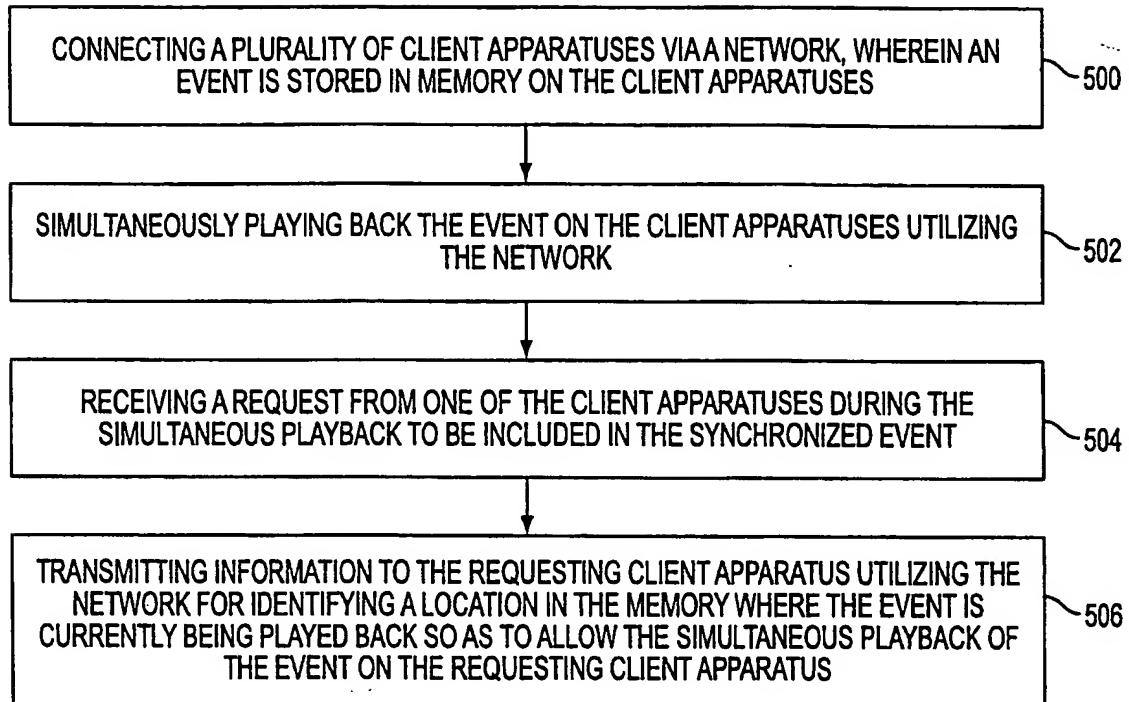 CONNECTING A PLURALITY OF CLIENT APPARATUSES VIA A NETWORK, WHEREIN AN
EVENT IS STORED IN MEMORY ON THE CLIENT APPARATUSES
500
SIMULTANEOUSLY PLAYING BACK THE EVENT ON THE CLIENT APPARATUSES UTILIZING
THE NETWORK
502
RECEIVING A REQUEST FROM ONE OF THE CLIENT APPARATUSES DURING THE
SIMULTANEOUS PLAYBACK TO BE INCLUDED IN THE SYNCHRONIZED EVENT
504
TRANSMITTING INFORMATION TO THE REQUESTING CLIENT APPARATUS UTILIZING THE
NETWORK FOR IDENTIFYING A LOCATION IN THE MEMORY WHERE THE EVENT IS
CURRENTLY BEING PLAYED BACK SO AS TO ALLOW THE SIMULTANEOUS PLAYBACK OF
THE EVENT ON THE REQUESTING CLIENT APPARATUS
506